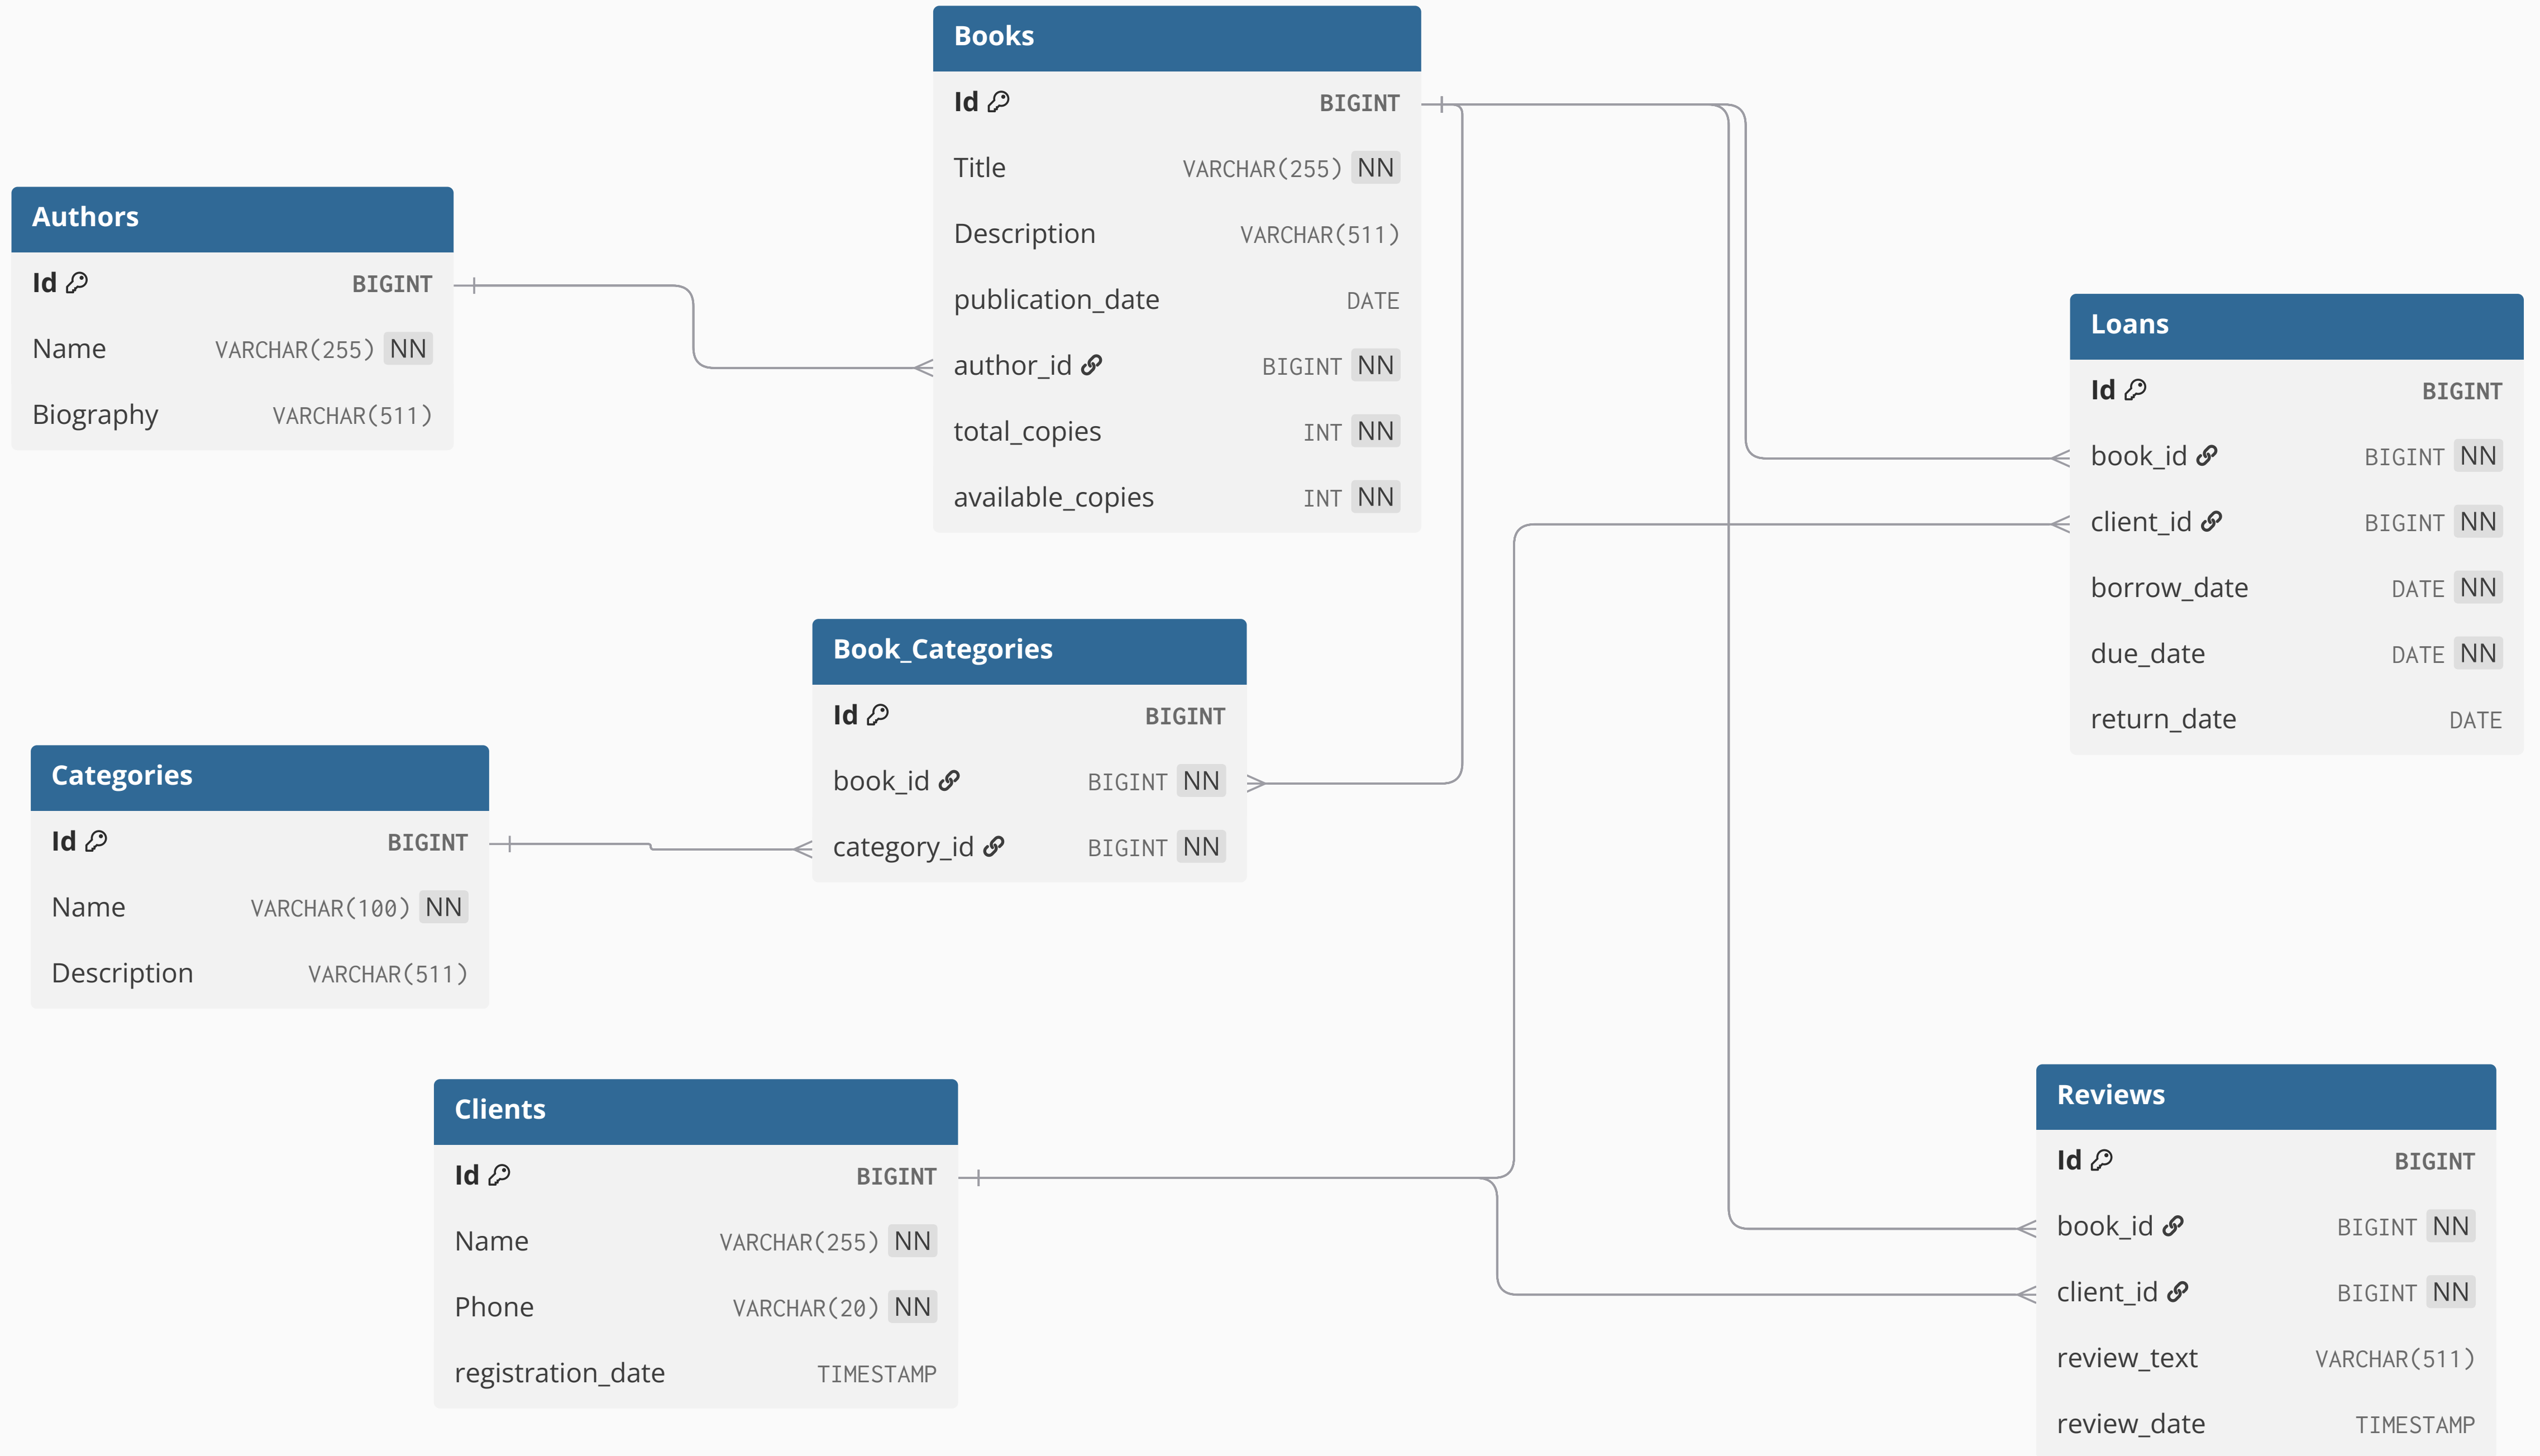 Books
Id BIGINT
Title VARCHAR(255) NN
Description VARCHAR(511)
publication_date DATE
author_id BIGINT NN
total_copies INT NN
available_copies INT NN
Authors
Id BIGINT
Name VARCHAR(255) NN
Biography VARCHAR(511)
Loans
Id BIGINT
book_id BIGINT NN
client_id BIGINT NN
borrow_date DATE NN
due_date DATE NN
return_date DATE
Book_Categories
Id BIGINT
book_id BIGINT NN
category_id BIGINT NN
Categories
Id BIGINT
Name VARCHAR(100) NN
Description VARCHAR(511)
Clients
Id BIGINT
Name VARCHAR(255) NN
Phone VARCHAR(20) NN
registration_date TIMESTAMP
Reviews
Id BIGINT
book_id BIGINT NN
client_id BIGINT NN
review_text VARCHAR(511)
review_date TIMESTAMP